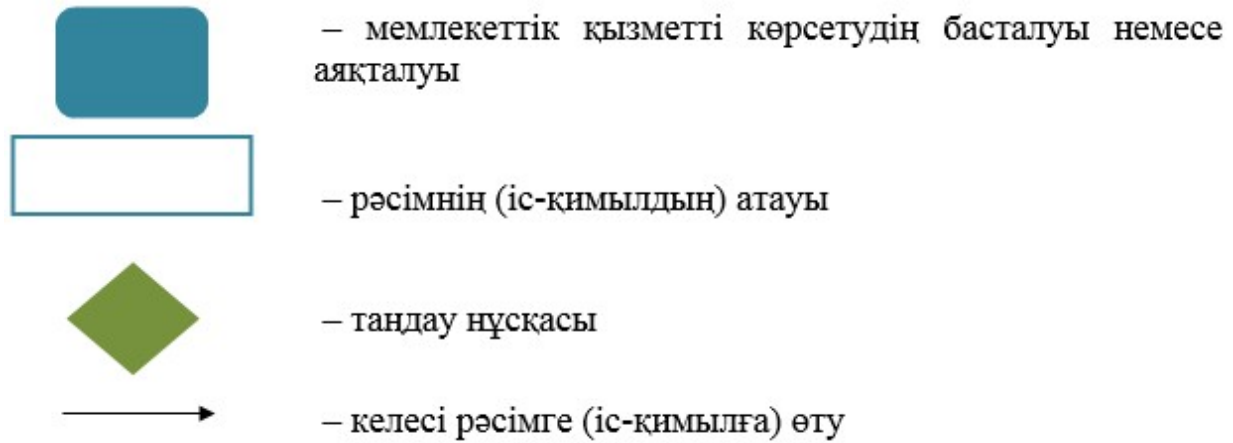 – мемлекеттік қызметті көрсетудің басталуы немесе
аяқталуы
– рәсімнің (іс-қимылдың) атауы
– таңдау нұсқасы
– келесі рәсімге (іс-қимылға) өту